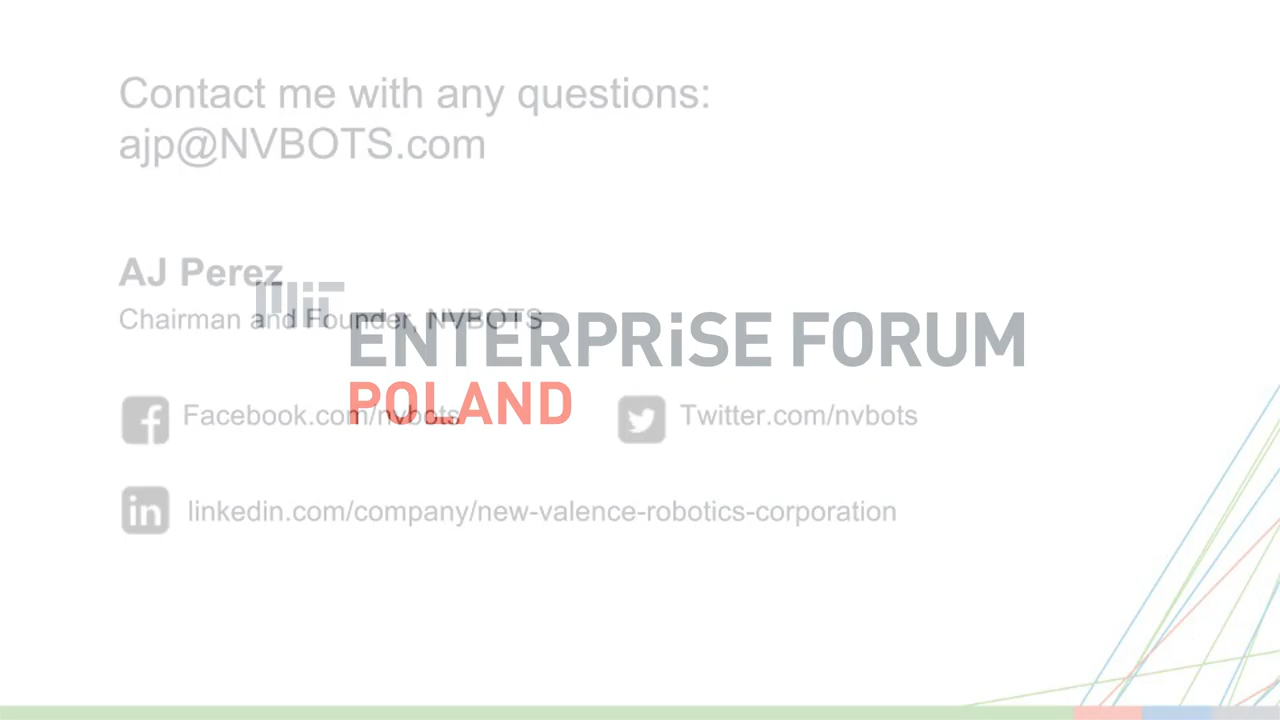 Contact me with any questions:
ajp@NVBOTS.com
AJ Perez
MIT
Chairman and Founder, NVBOTS
ENTERPRiSE FORUM
POLAND
Facebook.com/nvbots
Twitter.com/nvbots
linkedin.com/company/new-valence-robotics-corporation